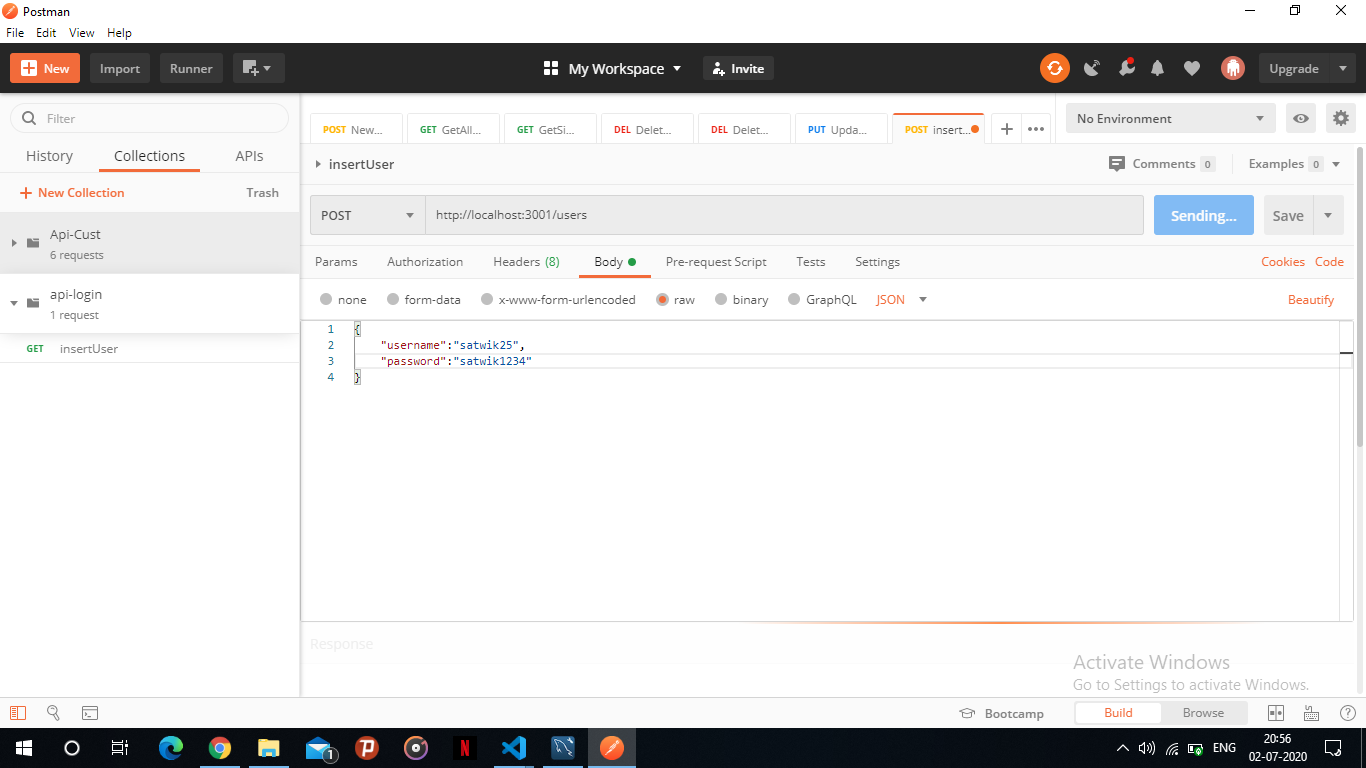 Postman
File Edit View Help
New Import Runner My Workspace Invite Upgrade
Filter
History Collections APIs
New Collection Trash
Api-Cust
6 requests
api-login
1 request
GET insertUser
POST New... GET GetAll... GET GetSi... DEL Delet... DEL Delet... PUT Upda... POST insert...
No Environment
insertUser Comments 0 Examples 0
POST http://localhost:3001/users Sending... Save
Params Authorization Headers (8) Body Pre-request Script Tests Settings Cookies Code
none form-data x-www-form-urlencoded raw binary GraphQL JSON Beautify
1 {
2 "username":"satwik25",
3 "password":"satwik1234"
4 }
Response
Activate Windows
Go to Settings to activate Windows.
Bootcamp Build Browse
1 N ENG 20:56
02-07-2020